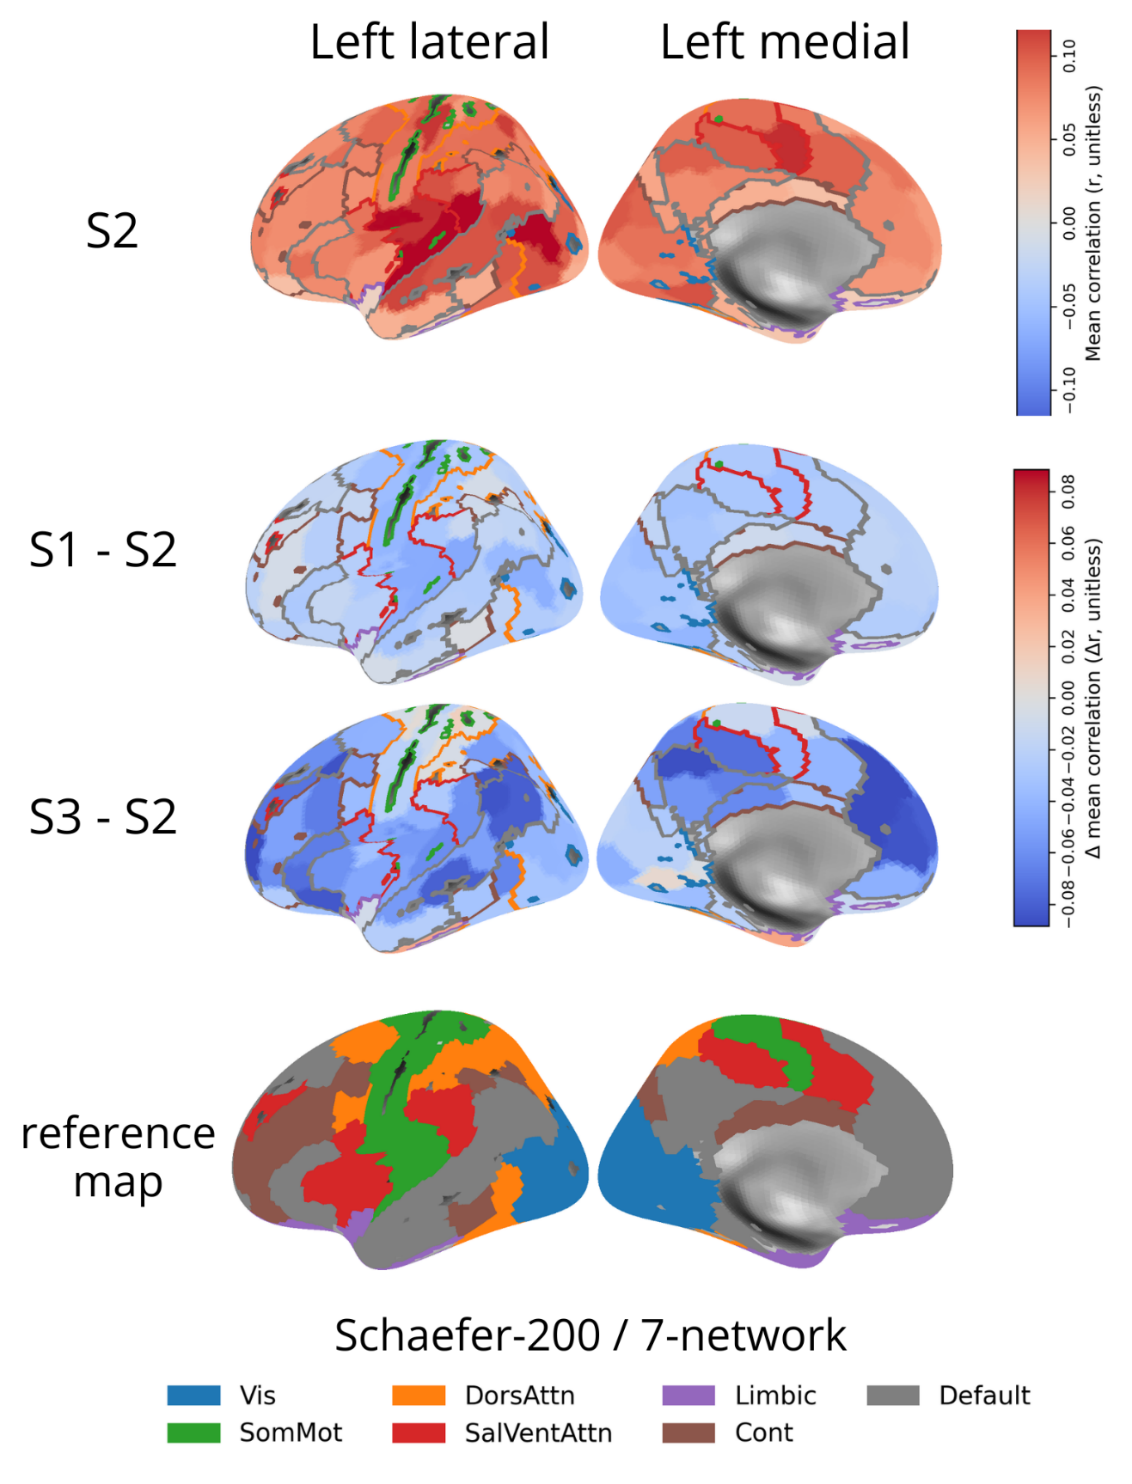 Left lateral
Left medial
S2
0.10
0.05
0.00
−0.05
−0.10
Mean correlation (r, unitless)
S1 - S2
S3 - S2
0.08
0.06
0.04
0.02
0.00
−0.02
−0.04
−0.06
−0.08
Δ mean correlation (Δr, unitless)
reference
map
Schaefer-200 / 7-network
Vis
DorsAttn
Limbic
Default
SomMot
SalVentAttn
Cont